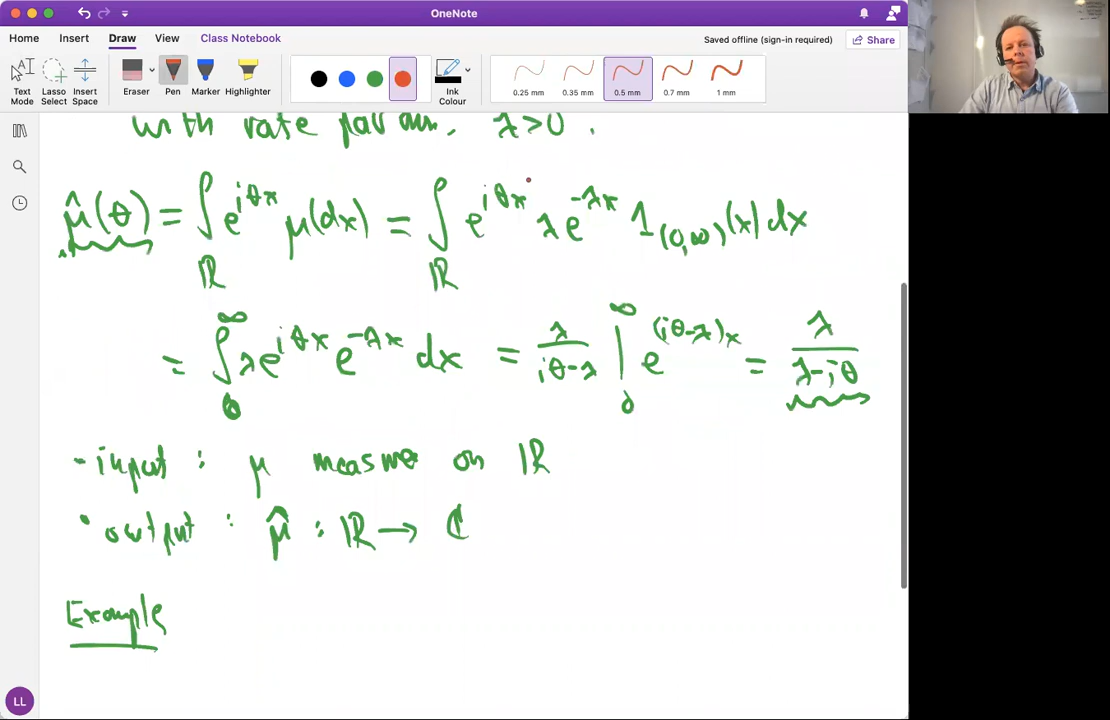 OneNote
Home Insert Draw View Class Notebook
Saved offline (sign-in required) Share
Text Mode
Lasso Select
Insert Space
Eraser
Pen
Marker
Highlighter
Ink Colour
0.25 mm 0.35 mm 0.5 mm 0.7 mm 1 mm
with rate param. λ>0.
μ̂(θ) = ∫_ℝ e^{iθx} μ(dx) = ∫_ℝ e^{iθx} λe^{-λx} 1_{(0,∞)}(x) dx
= ∫_0^∞ λe^{iθx} e^{-λx} dx = λ/(iθ-λ) |_0^∞ e^{(iθ-λ)x} = λ/(λ-iθ)
• input : μ measure on ℝ
• output : μ̂ : ℝ → ℂ
Example
LL